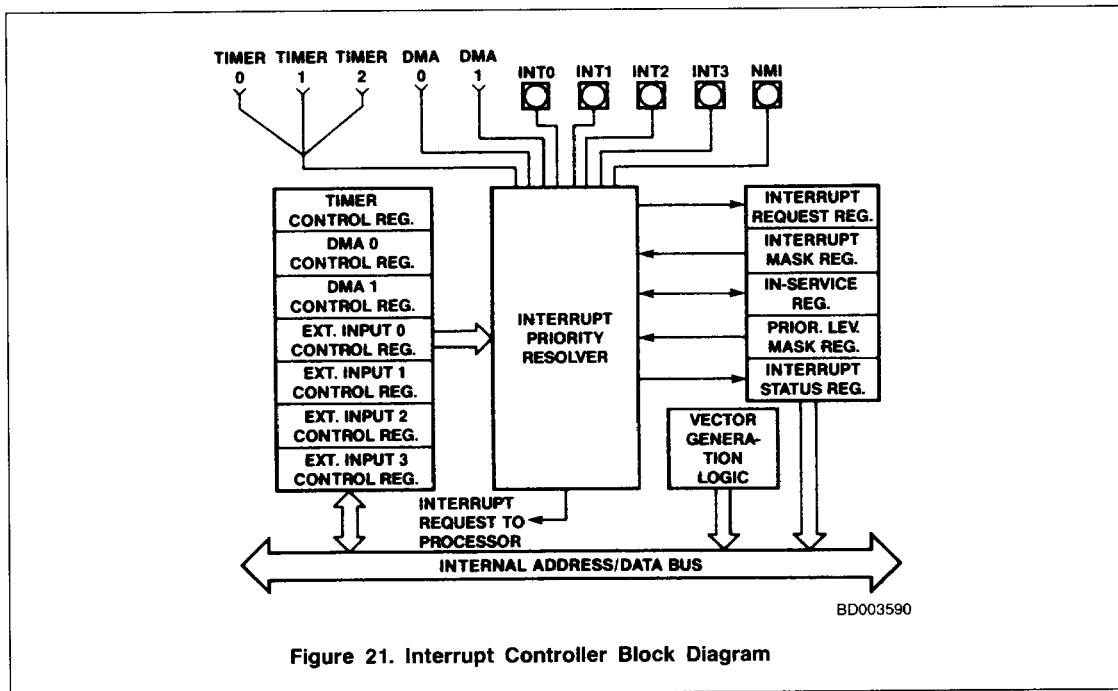 TIMER TIMER TIMER DMA DMA
0 1 2 0 1
INT0 INT1 INT2 INT3 NMI
TIMER
CONTROL REG.
DMA 0
CONTROL REG.
DMA 1
CONTROL REG.
EXT. INPUT 0
CONTROL REG.
EXT. INPUT 1
CONTROL REG.
EXT. INPUT 2
CONTROL REG.
EXT. INPUT 3
CONTROL REG.
INTERRUPT
PRIORITY
RESOLVER
INTERRUPT
REQUEST REG.
INTERRUPT
MASK REG.
IN-SERVICE
REG.
PRIOR. LEV.
MASK REG.
INTERRUPT
STATUS REG.
VECTOR
GENERA-
TION
LOGIC
INTERRUPT
REQUEST TO
PROCESSOR
INTERNAL ADDRESS/DATA BUS
BD003590
Figure 21. Interrupt Controller Block Diagram